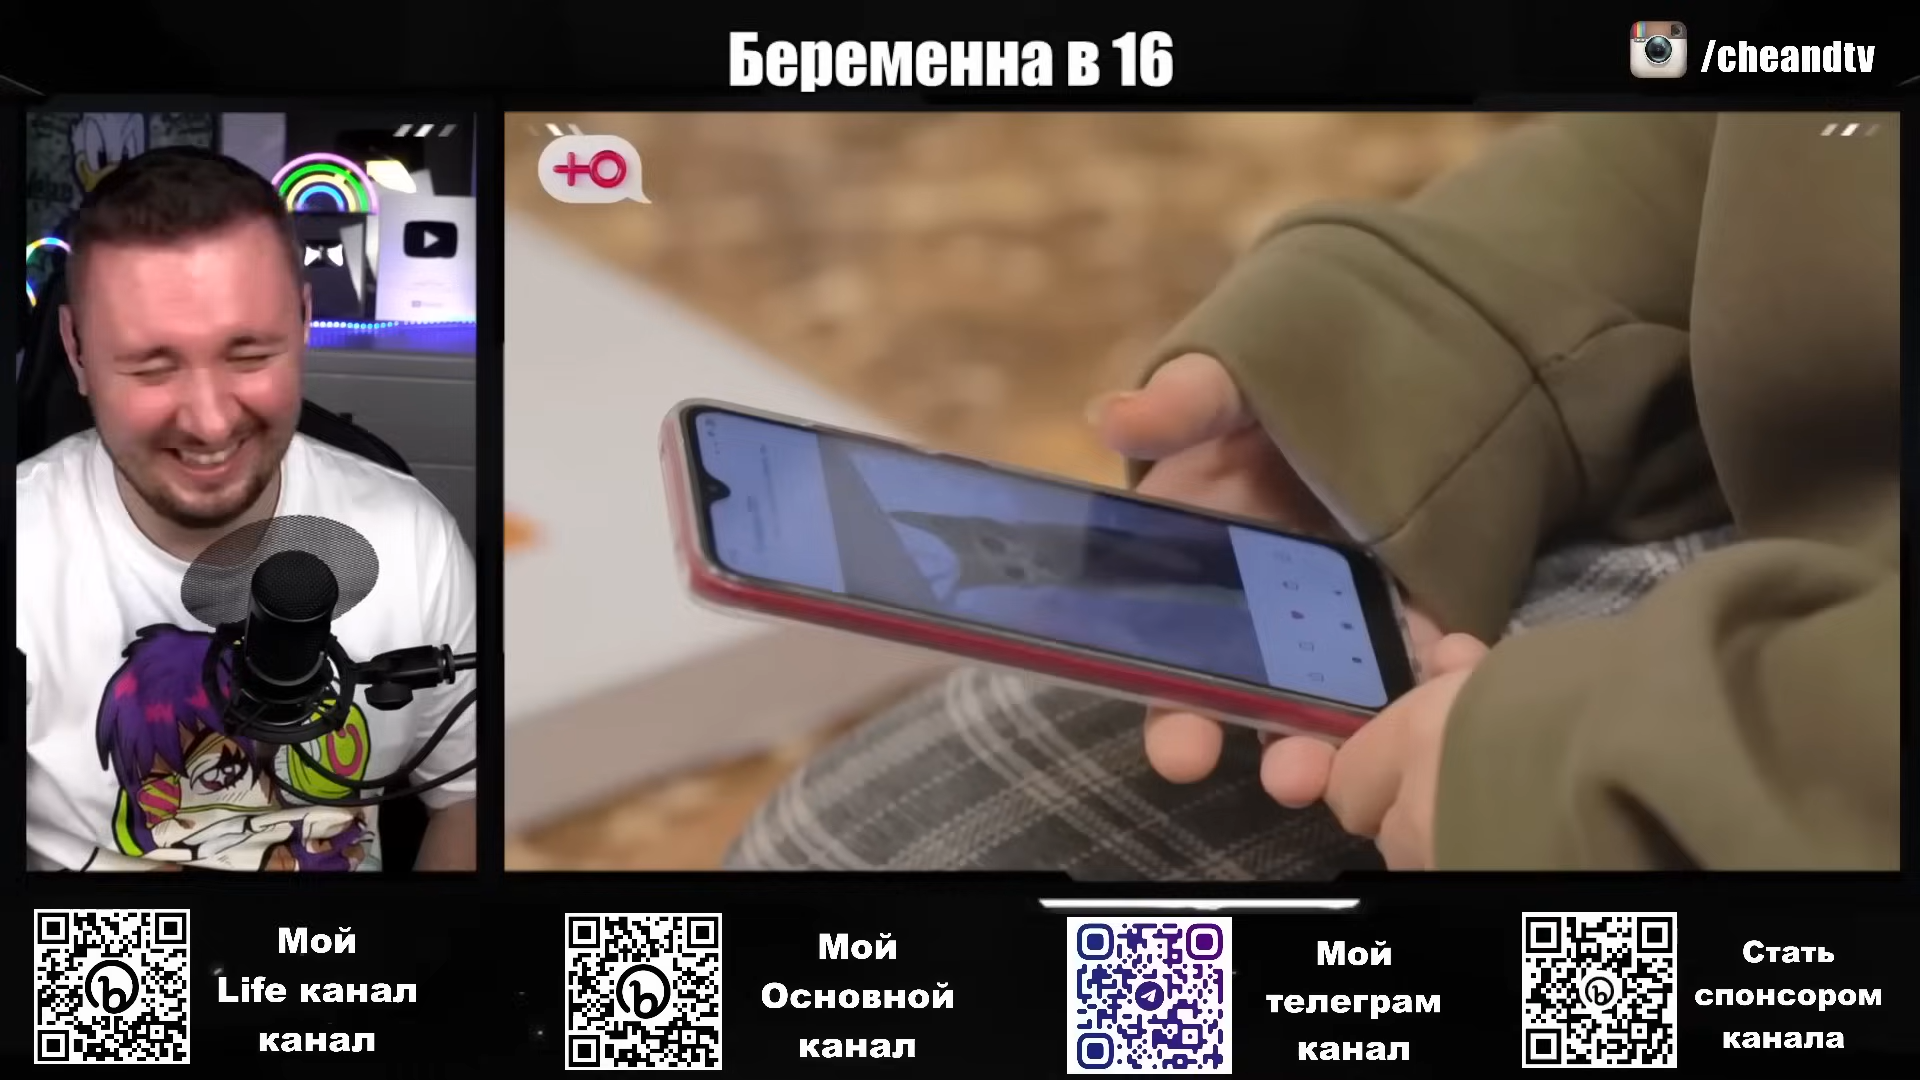 Беременна в 16
/cheandtv
Ю
Мой
Life канал
канал
Мой
Основной
канал
Мой
телеграм
канал
Стать
спонсором
канала